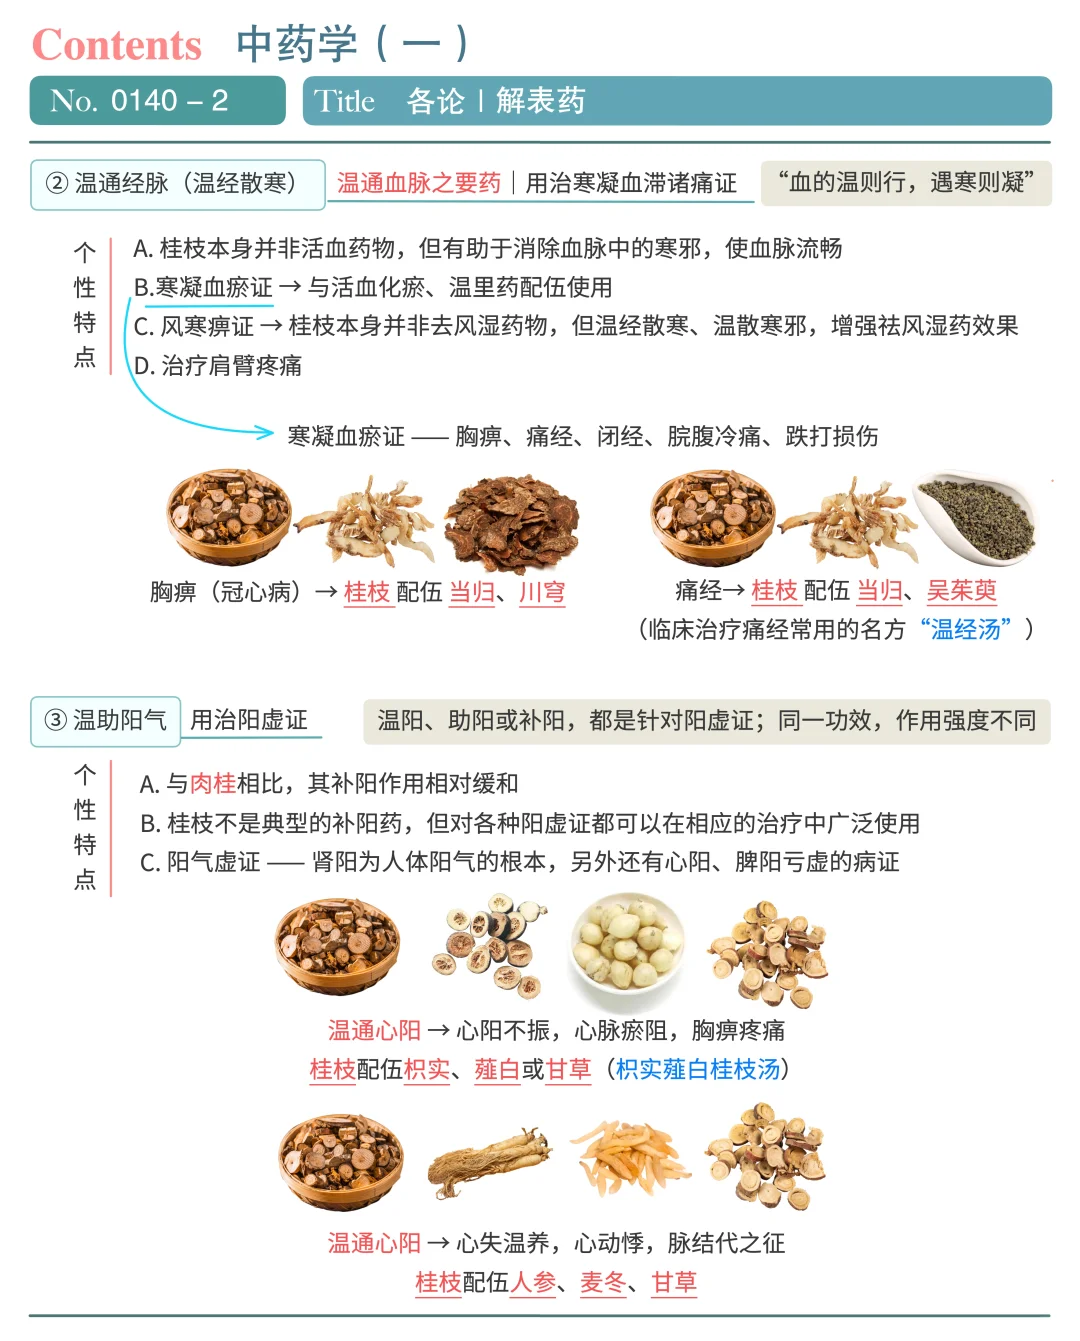 Contents 中药学（一）
No. 0140 – 2
Title 各论｜解表药
② 温通经脉（温经散寒） 温通血脉之要药｜用治寒凝血滞诸痛证 “血的温则行，遇寒则凝”
个性特点
A. 桂枝本身并非活血药物，但有助于消除血脉中的寒邪，使血脉流畅
B.寒凝血瘀证 → 与活血化瘀、温里药配伍使用
C. 风寒痹证 → 桂枝本身并非去风湿药物，但温经散寒、温散寒邪，增强祛风湿药效果
D. 治疗肩臂疼痛
寒凝血瘀证 —— 胸痹、痛经、闭经、脘腹冷痛、跌打损伤
胸痹（冠心病）→ 桂枝 配伍 当归、川穹
痛经→ 桂枝 配伍 当归、吴茱萸
（临床治疗痛经常用的名方“温经汤”）
③ 温助阳气 用治阳虚证 温阳、助阳或补阳，都是针对阳虚证；同一功效，作用强度不同
个性特点
A. 与肉桂相比，其补阳作用相对缓和
B. 桂枝不是典型的补阳药，但对各种阳虚证都可以在相应的治疗中广泛使用
C. 阳气虚证 —— 肾阳为人体阳气的根本，另外还有心阳、脾阳亏虚的病证
温通心阳 → 心阳不振，心脉瘀阻，胸痹疼痛
桂枝配伍枳实、薤白或甘草（枳实薤白桂枝汤）
温通心阳 → 心失温养，心动悸，脉结代之征
桂枝配伍人参、麦冬、甘草